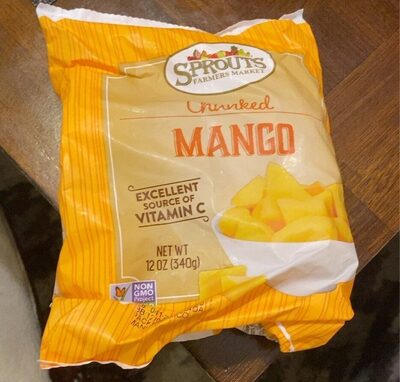 SPROUTS
FARMERS MARKET
Chunked
MANGO
EXCELLENT
SOURCE OF
VITAMIN C
NET WT
12 OZ (340g)
NON
GMO
Project